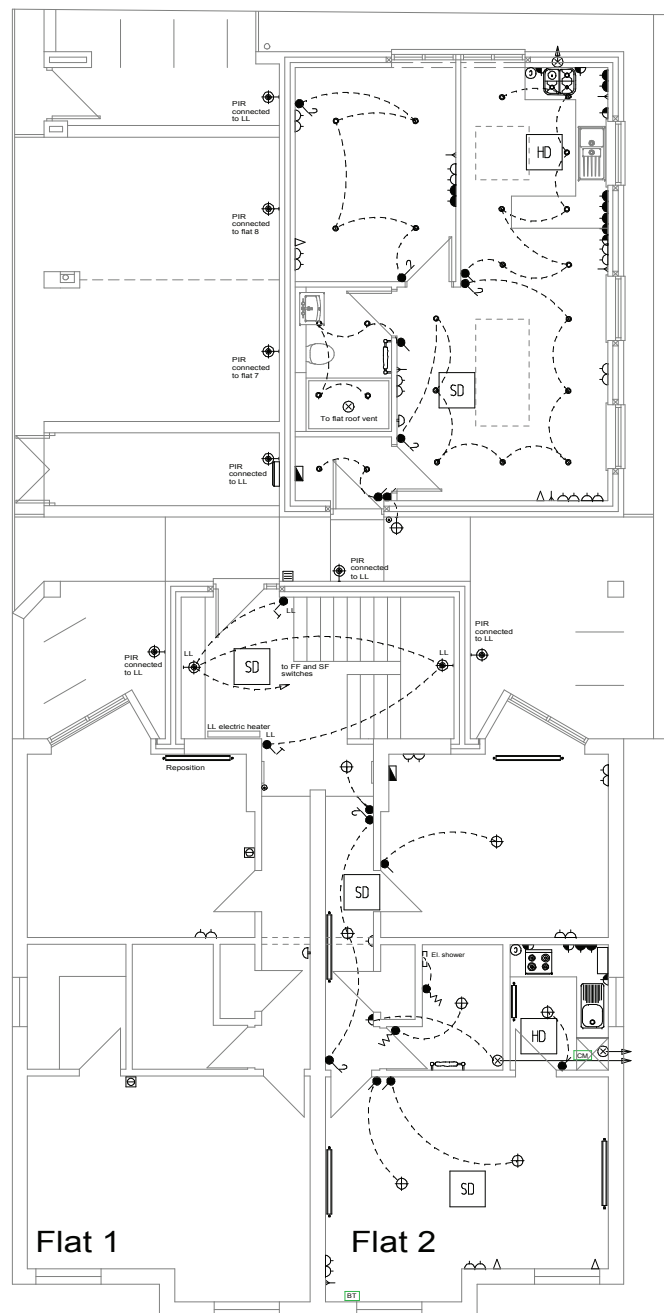 PIR
connected
to LL
HD
PIR
connected
to flat 8
PIR
connected
to flat 7
SD
To flat roof vent
PIR
connected
to LL
PIR
connected
to LL
LL
PIR
connected
to LL
PIR
connected
to LL
LL
SD
LL
to FF and SF
switches
LL electric heater
LL
Reposition
SD
El. shower
HD
CM
SD
Flat 1
Flat 2
BT